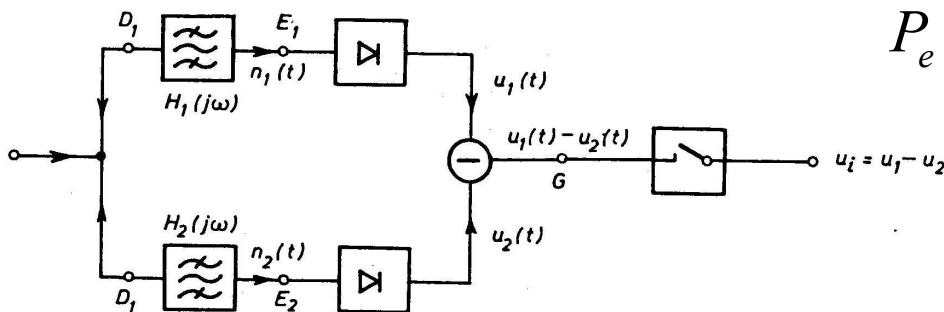 D₁
E₁
n₁(t)
H₁(jω)
u₁(t)
Pₑ
u₁(t) – u₂(t)
G
uᵢ = u₁ – u₂
H₂(jω)
n₂(t)
u₂(t)
D₁
E₂